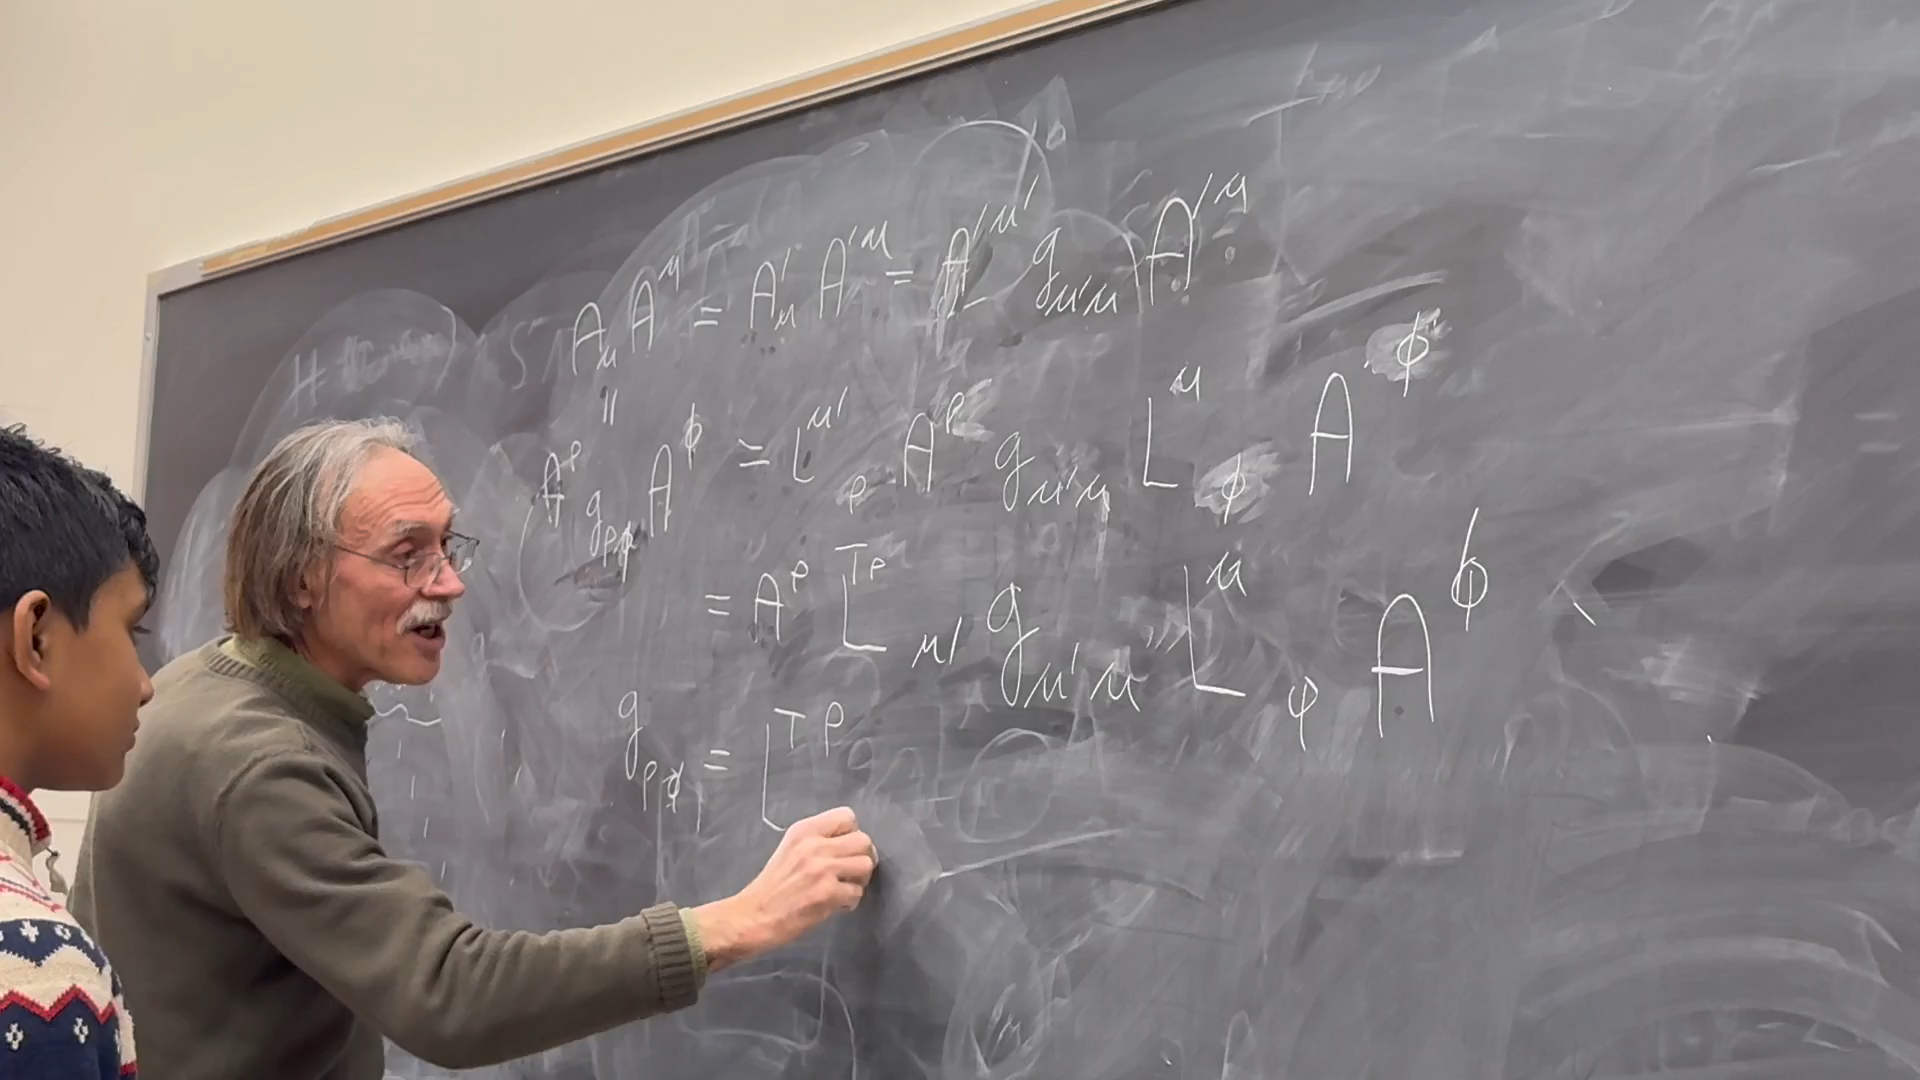 A_μ A^μ = A'_μ A'^μ = A'^μ' g_μ'μ A'^μ
"
A^ρ g_ρφ A^φ = L^μ'_ρ A^ρ g_μ'μ L^μ_φ A^φ
= A^ρ L^Tρ_μ' g_μ'μ L^μ_φ A^φ
g_ρφ = L^Tρ